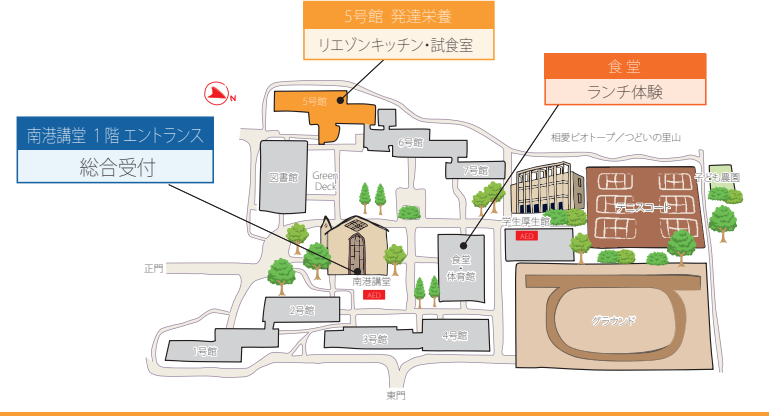 5号館 発達栄養
リエゾンキッチン・試食室
食 堂
ランチ体験
南港講堂 1階 エントランス
総合受付
N
5号館
6号館
7号館
相愛ビオトープ／つどいの里山
図書館
Green
Deck
子ども農園
テニスコート
学生厚生館
AED
食堂
・
体育館
正門
南港講堂
AED
2号館
1号館
3号館
4号館
グラウンド
東門